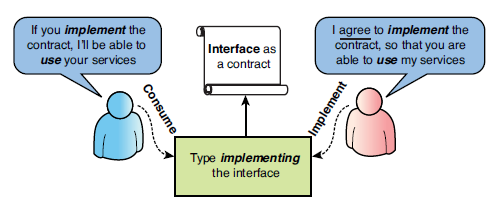 If you implement the
contract, I'll be able to
use your services
Interface as
a contract
I agree to implement the
contract, so that you are
able to use my services
Consume
Implement
Type implementing
the interface